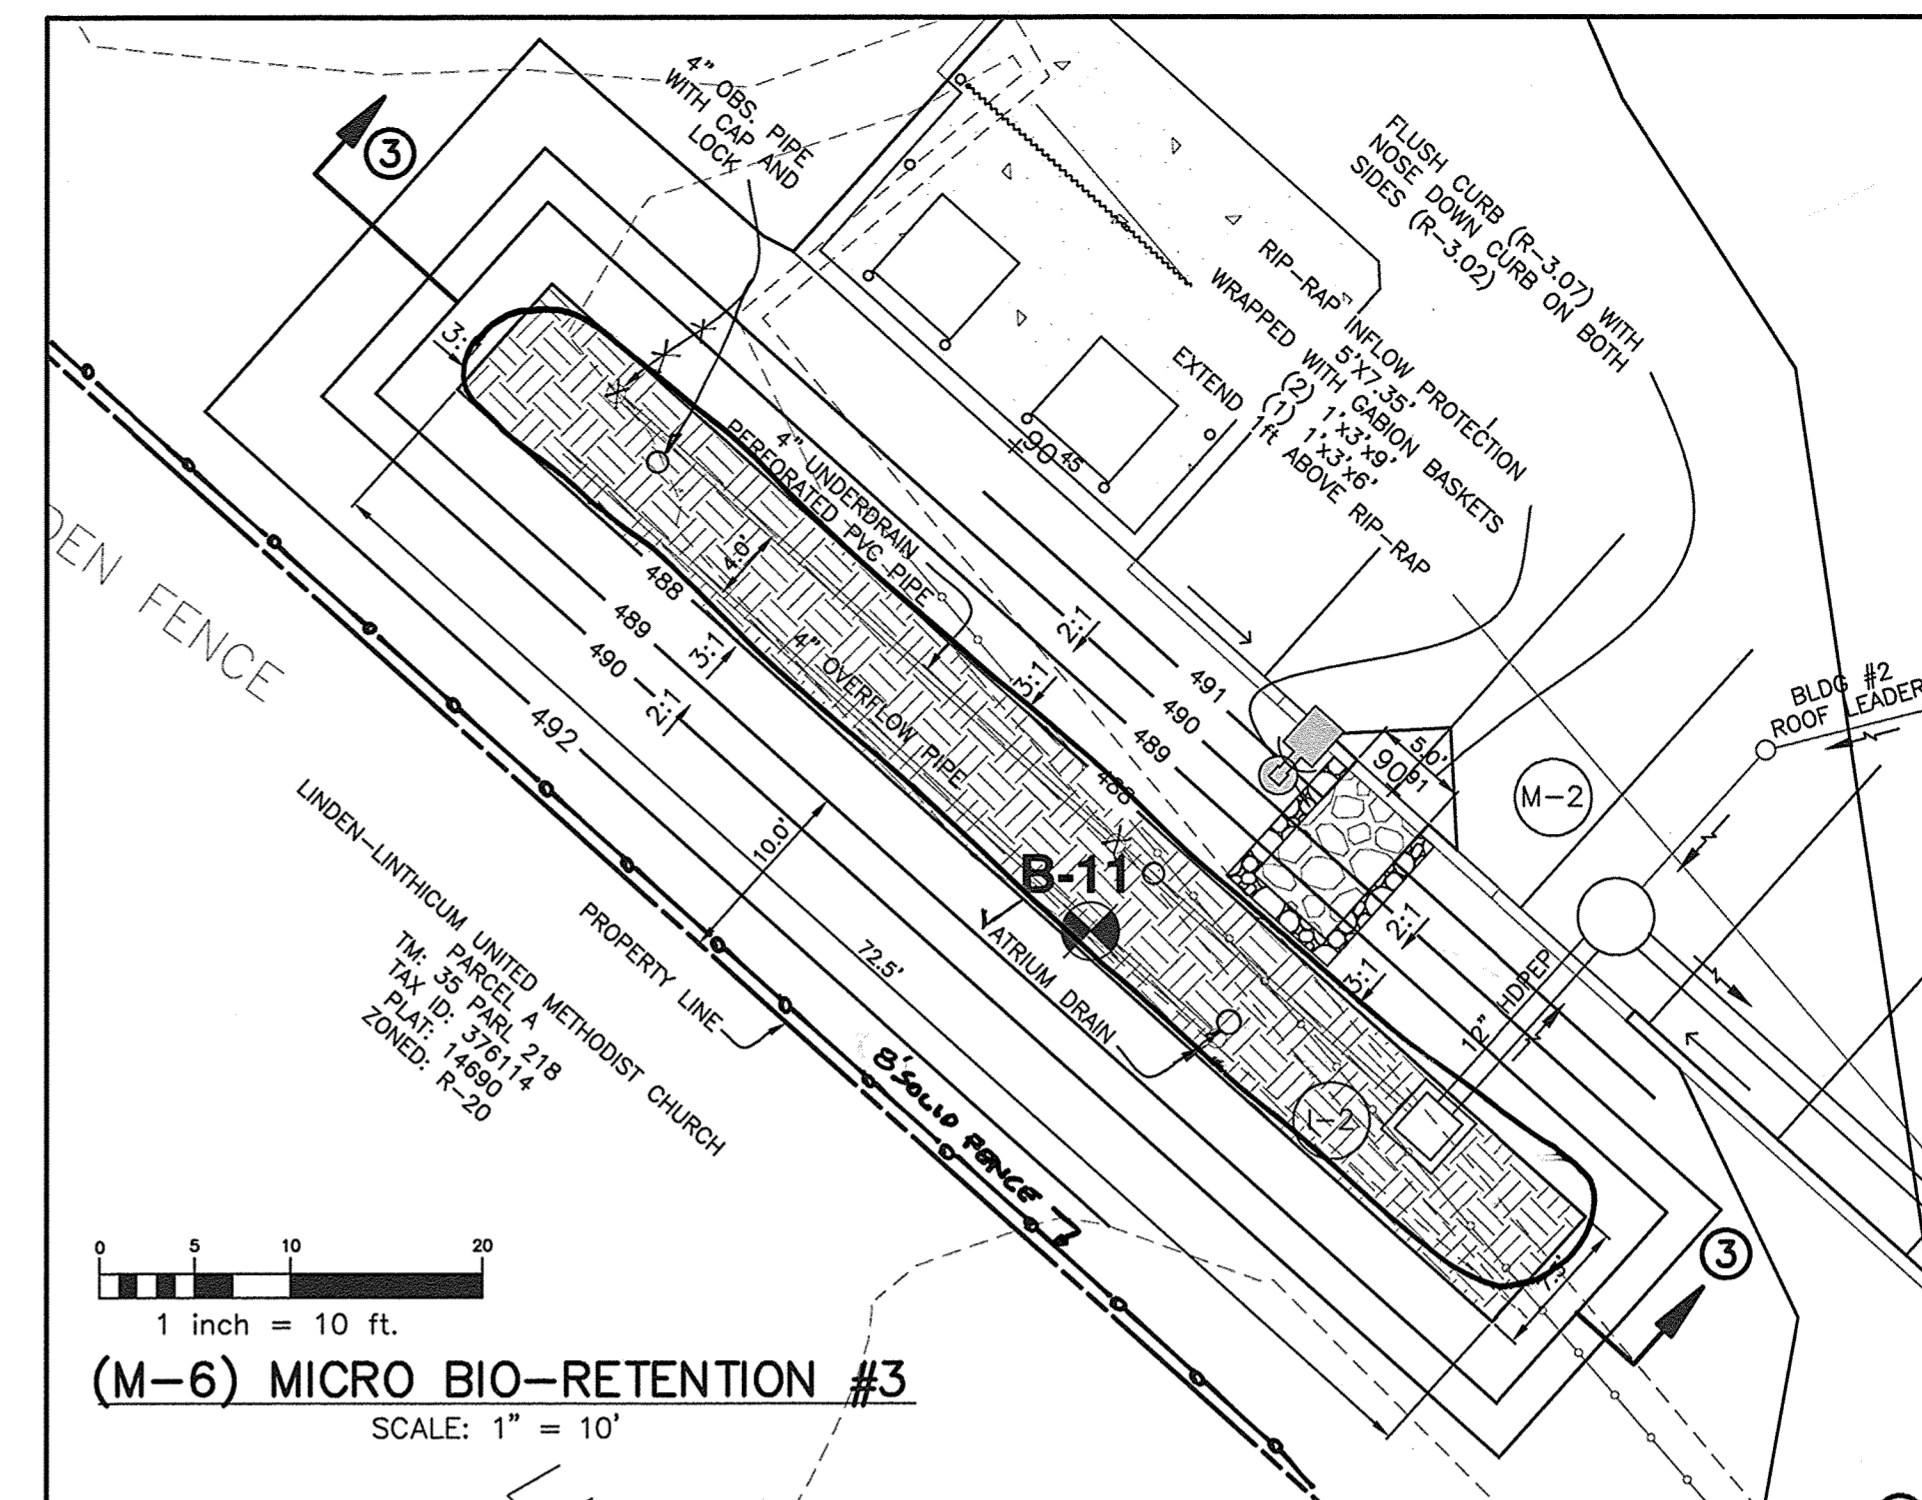 3
4" OBS. PIPE
WITH CAP AND
LOCK
FLUSH CURB (R-3.07) WITH
NOSE DOWN CURB ON BOTH
SIDES (R-3.02)
RIP-RAP INFLOW PROTECTION
5'X7.35'
WRAPPED WITH GABION BASKETS
(2) 1'x3'x9'
(1) 1'x3'x6'
EXTEND 1ft ABOVE RIP-RAP
90.45
4" UNDERDRAIN
PERFORATED PVC PIPE
4.0'
4" OVERFLOW PIPE
488
489
490
492
3:1
2:1
2:1
3:1
491
490
489
488
DEN FENCE
BLDG #2
ROOF LEADER
5.0'
90.91
M-2
B-11
10.0'
72.5'
2:1
3:1
12" HDPEP
ATRIUM DRAIN
I-2
LINDEN-LINTHICUM UNITED METHODIST CHURCH
PARCEL A
TM: 35 PARL 218
TAX ID: 376114
PLAT: 14690
ZONED: R-20
PROPERTY LINE
8' SOLID FENCE
3
0 5 10 20
1 inch = 10 ft.
(M-6) MICRO BIO-RETENTION #3
SCALE: 1" = 10'